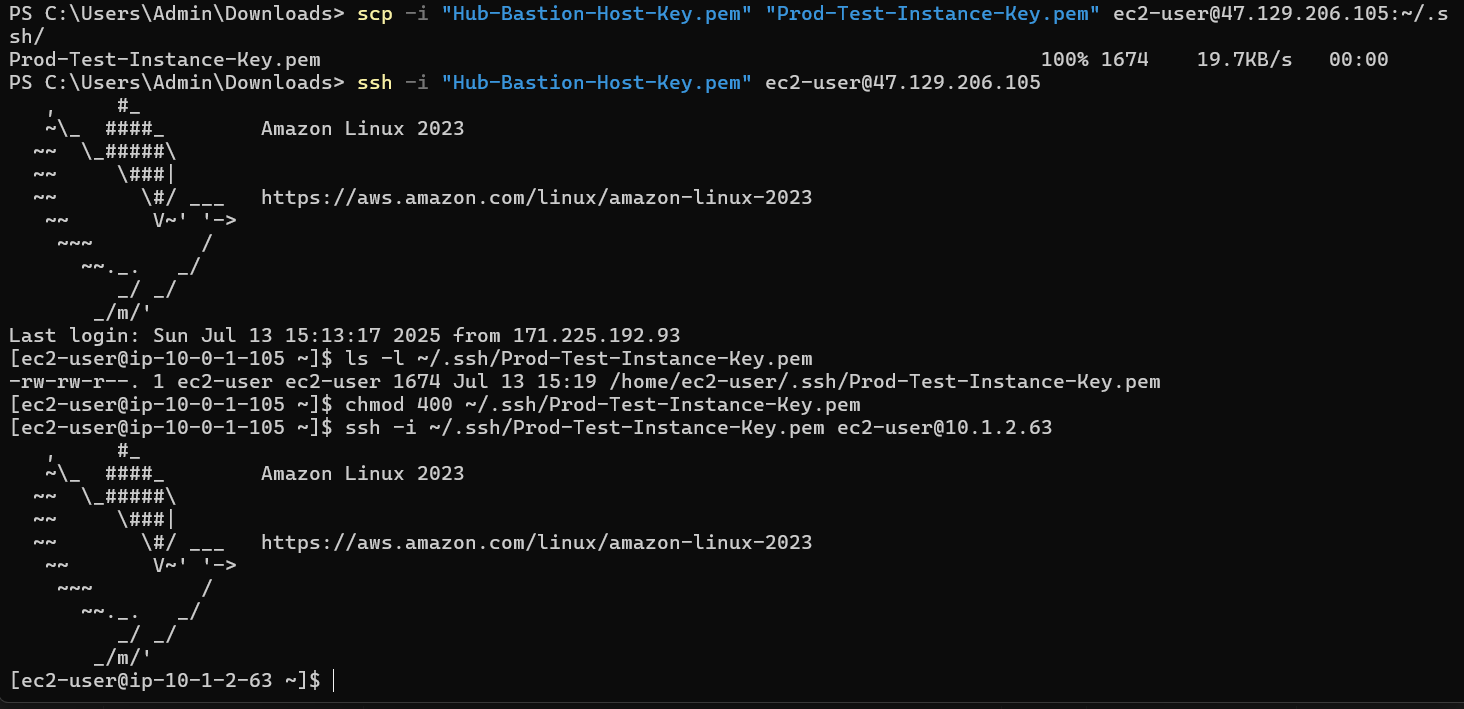 PS C:\Users\Admin\Downloads> scp -i "Hub-Bastion-Host-Key.pem" "Prod-Test-Instance-Key.pem" ec2-user@47.129.206.105:~/.s
sh/
Prod-Test-Instance-Key.pem                                                            100% 1674    19.7KB/s   00:00
PS C:\Users\Admin\Downloads> ssh -i "Hub-Bastion-Host-Key.pem" ec2-user@47.129.206.105
   ,     #_
   ~\_  ####_        Amazon Linux 2023
  ~~  \_#####\
  ~~     \###|
  ~~       \#/ ___   https://aws.amazon.com/linux/amazon-linux-2023
   ~~       V~' '->
    ~~~         /
      ~~._.   _/
         _/ _/
       _/m/'
Last login: Sun Jul 13 15:13:17 2025 from 171.225.192.93
[ec2-user@ip-10-0-1-105 ~]$ ls -l ~/.ssh/Prod-Test-Instance-Key.pem
-rw-rw-r--. 1 ec2-user ec2-user 1674 Jul 13 15:19 /home/ec2-user/.ssh/Prod-Test-Instance-Key.pem
[ec2-user@ip-10-0-1-105 ~]$ chmod 400 ~/.ssh/Prod-Test-Instance-Key.pem
[ec2-user@ip-10-0-1-105 ~]$ ssh -i ~/.ssh/Prod-Test-Instance-Key.pem ec2-user@10.1.2.63
   ,     #_
   ~\_  ####_        Amazon Linux 2023
  ~~  \_#####\
  ~~     \###|
  ~~       \#/ ___   https://aws.amazon.com/linux/amazon-linux-2023
   ~~       V~' '->
    ~~~         /
      ~~._.   _/
         _/ _/
       _/m/'
[ec2-user@ip-10-1-2-63 ~]$